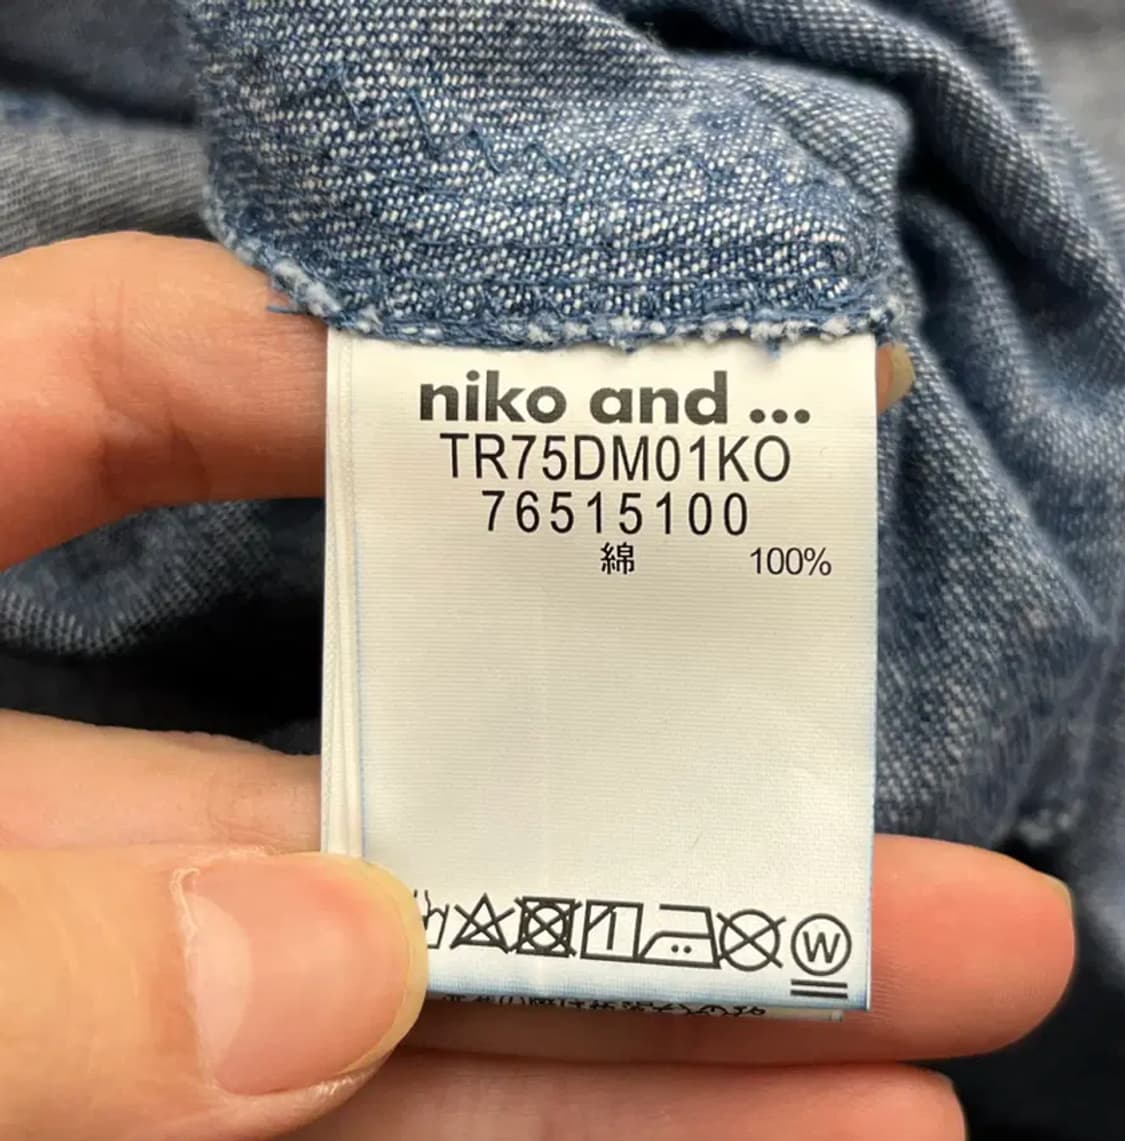 niko and ...
TR75DM01KO
76515100
綿 100%
W